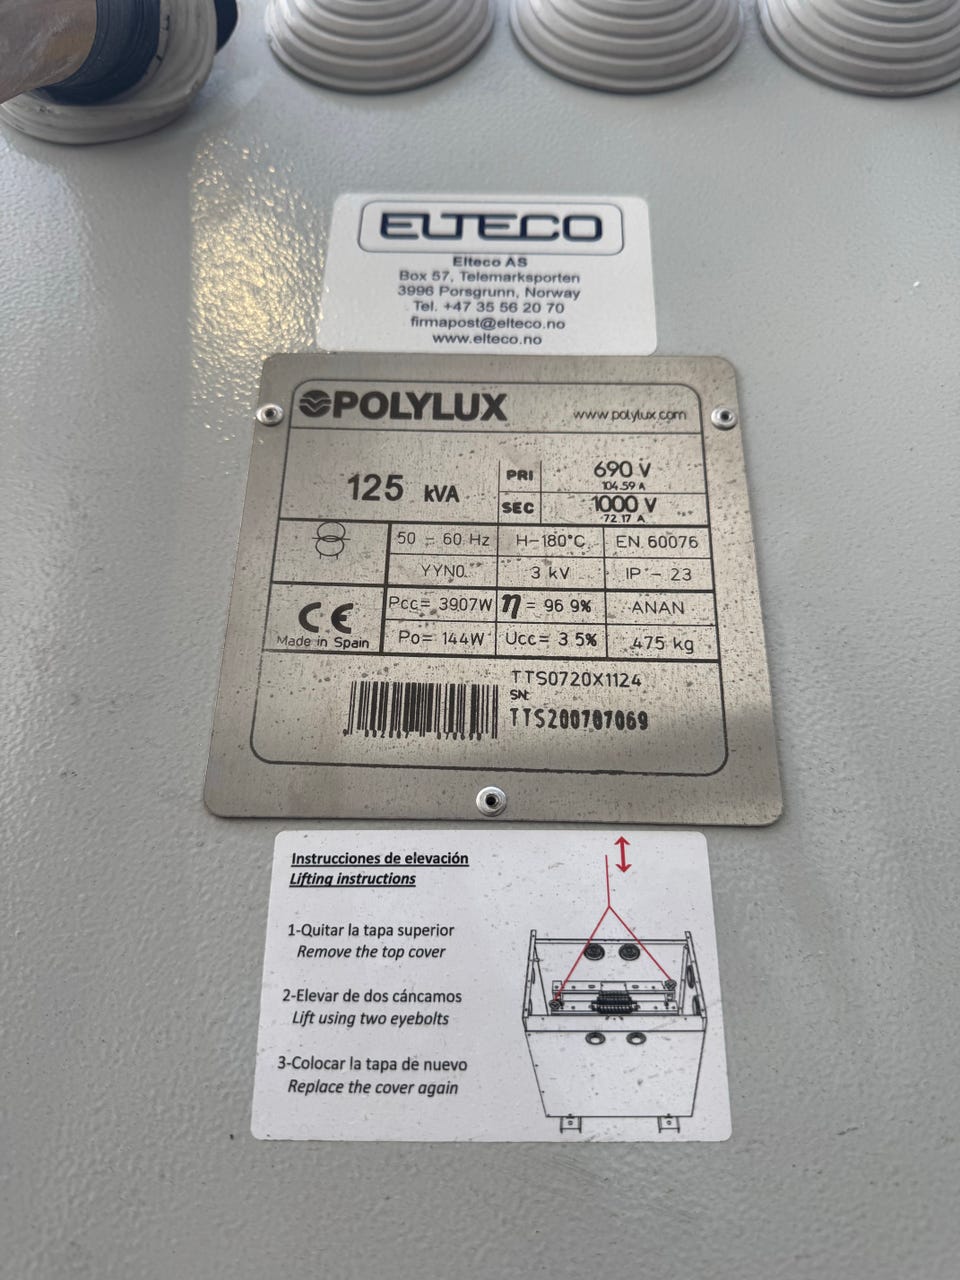 ELTECO
Elteco AS
Box 57, Telemarksporten
3996 Porsgrunn, Norway
Tel. +47 35 56 20 70
firmapost@elteco.no
www.elteco.no
POLYLUX www.polylux.com
125 kVA
PRI 690 V
104.59 A
SEC 1000 V
72.17 A
50 - 60 Hz H-180°C EN 60076
YYN0 3 kV IP - 23
CE Pcc= 3907W η = 96.9% ANAN
Made in Spain Po= 144W Ucc= 3.5% 475 kg
TTS0720X1124
SN:
TTS200707069
Instrucciones de elevación
Lifting instructions
1-Quitar la tapa superior
Remove the top cover
2-Elevar de dos cáncamos
Lift using two eyebolts
3-Colocar la tapa de nuevo
Replace the cover again